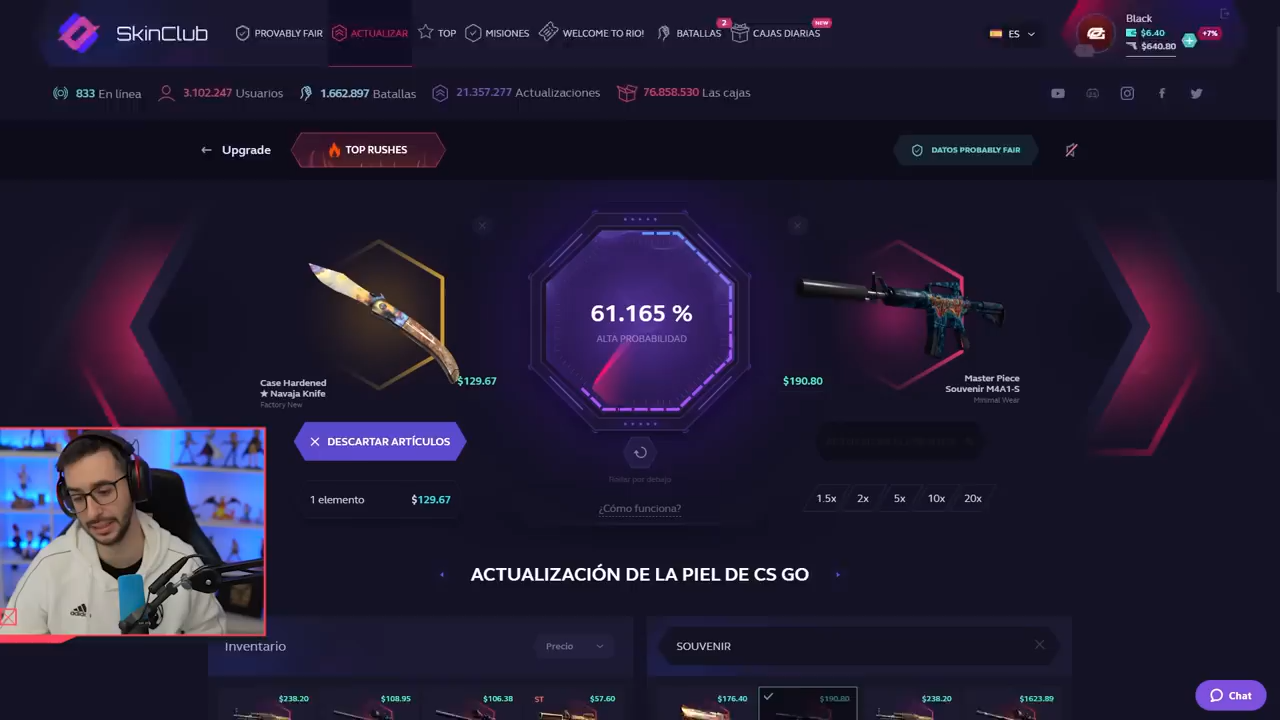 SkinClub
PROVABLY FAIR
ACTUALIZAR
TOP
MISIONES
WELCOME TO RIO!
BATALLAS
2
CAJAS DIARIAS
NEW
ES
Black
$6.40
$640.80
+7%
833 En línea
3.102.247 Usuarios
1.662.897 Batallas
21.357.277 Actualizaciones
76.858.530 Las cajas
← Upgrade
TOP RUSHES
DATOS PROBABLY FAIR
61.165 %
ALTA PROBABILIDAD
Case Hardened
★ Navaja Knife
Factory New
$129.67
$190.80
Master Piece
Souvenir M4A1-S
Minimal Wear
DESCARTAR ARTÍCULOS
Rodar por debajo
1 elemento $129.67
¿Cómo funciona?
1.5x 2x 5x 10x 20x
ACTUALIZACIÓN DE LA PIEL DE CS GO
Inventario
Precio
SOUVENIR
$238.20
$108.95
$106.38
ST
$57.60
$176.40
$190.80
$238.20
$1623.89
adidas
Chat